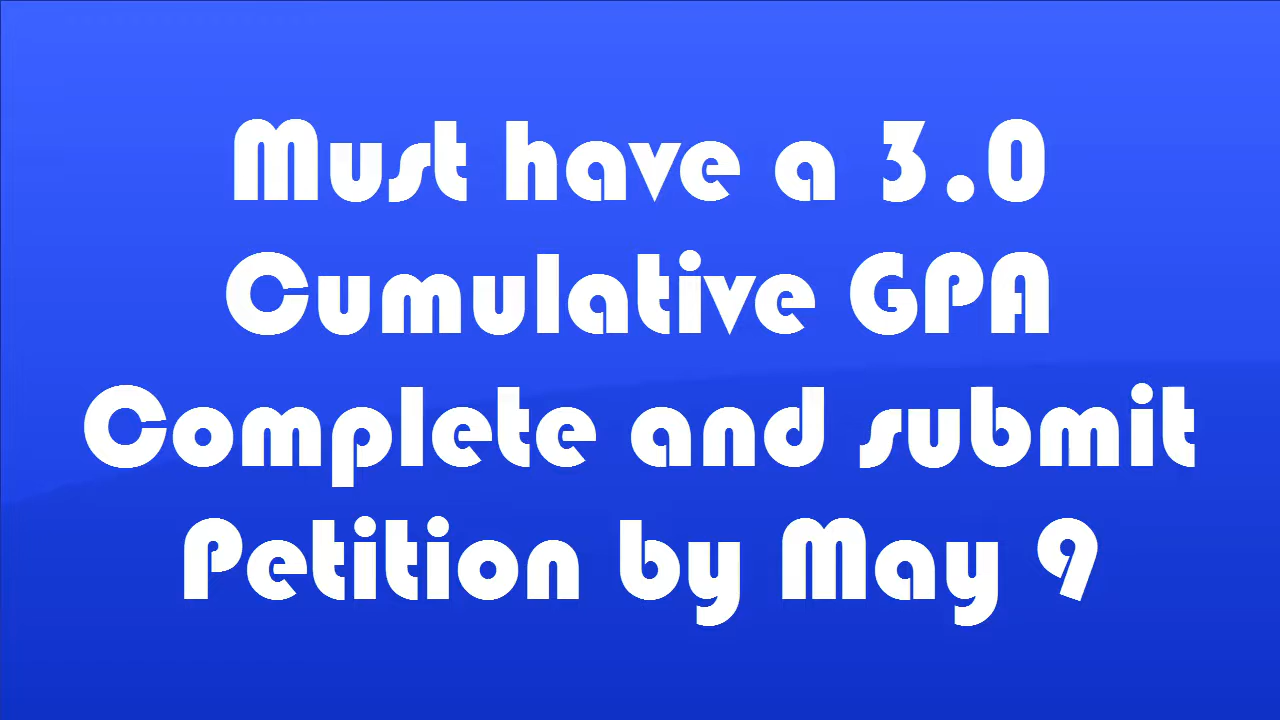 Must have a 3.0
Cumulative GPA
Complete and submit
Petition by May 9